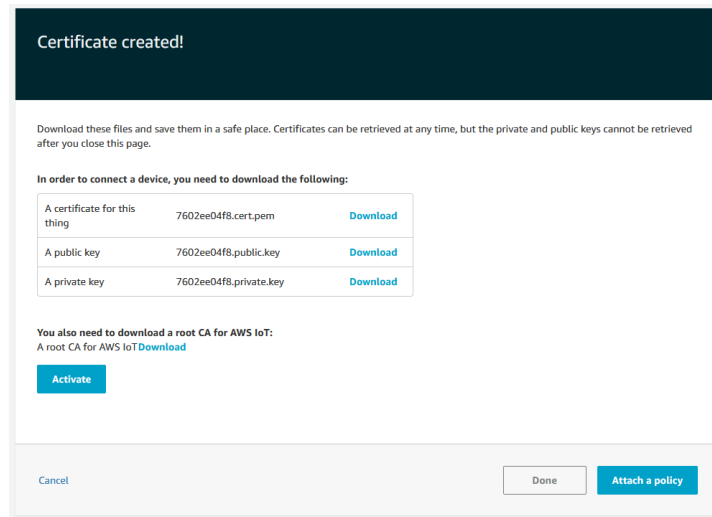 Certificate created!
Download these files and save them in a safe place. Certificates can be retrieved at any time, but the private and public keys cannot be retrieved
after you close this page.
In order to connect a device, you need to download the following:
A certificate for this
thing
7602ee04f8.cert.pem
Download
A public key 7602ee04f8.public.key Download
A private key 7602ee04f8.private.key Download
You also need to download a root CA for AWS IoT:
A root CA for AWS IoTDownload
Activate
Cancel Done Attach a policy